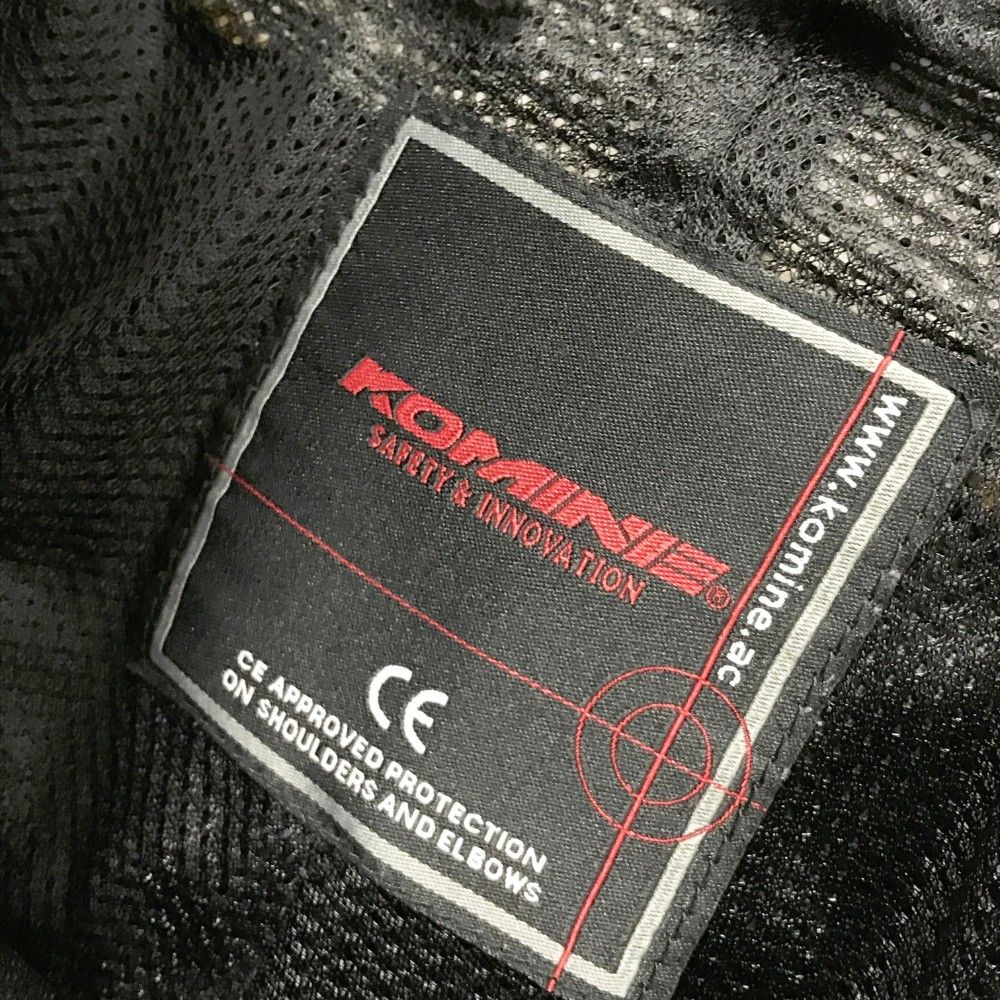 KOMINE®
SAFETY & INNOVATION
www.komine.ac
CE
CE APPROVED PROTECTION
ON SHOULDERS AND ELBOWS